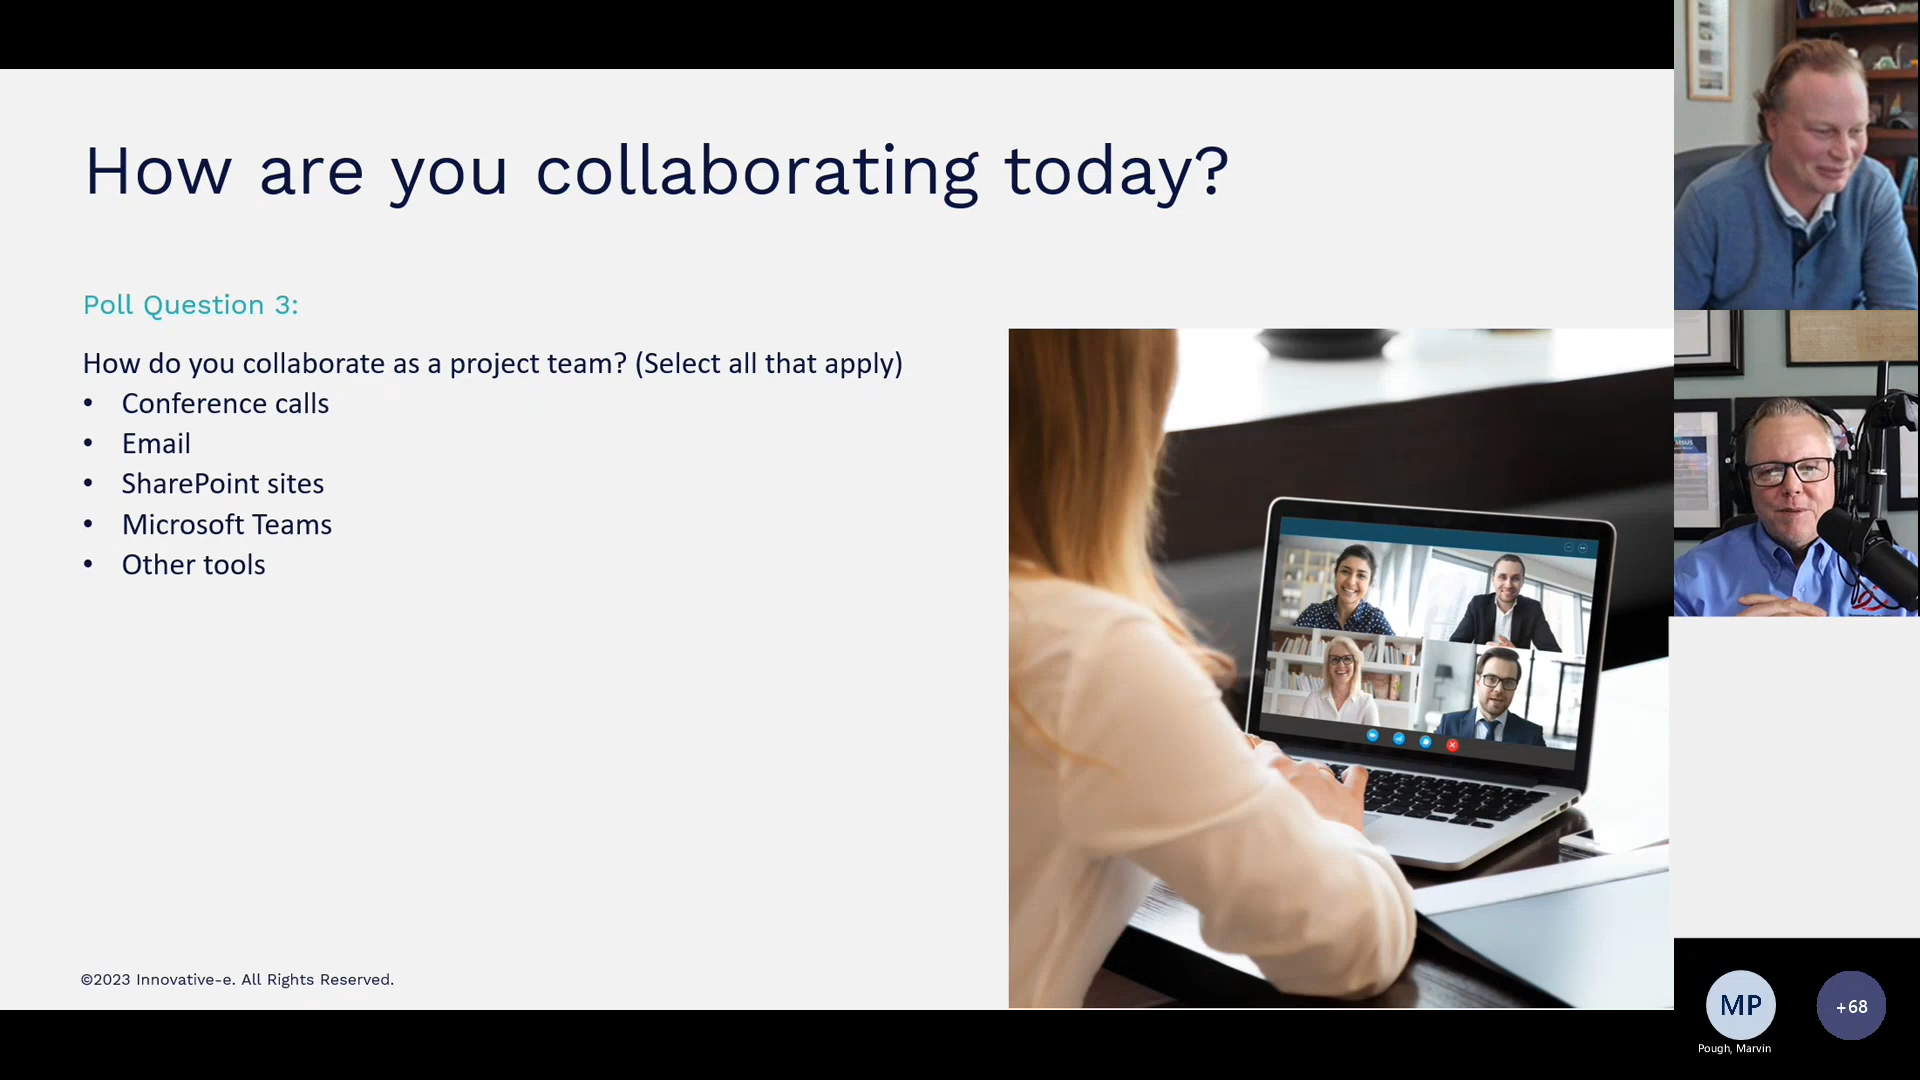 How are you collaborating today?
Poll Question 3:
How do you collaborate as a project team? (Select all that apply)
• Conference calls
• Email
• SharePoint sites
• Microsoft Teams
• Other tools
©2023 Innovative-e. All Rights Reserved.
MP
+68
Pough, Marvin